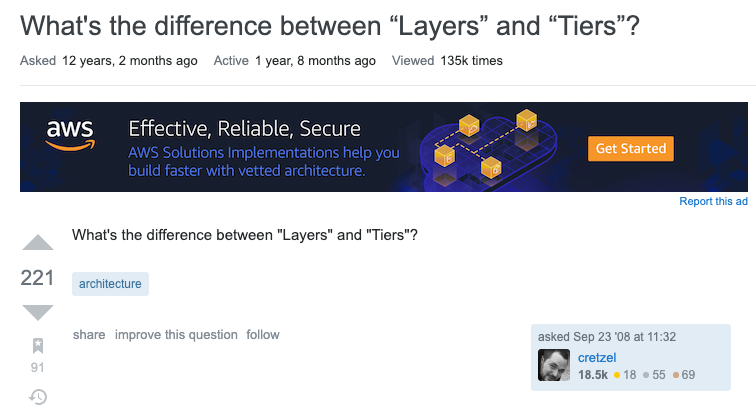 What's the difference between “Layers” and “Tiers”?
Asked 12 years, 2 months ago Active 1 year, 8 months ago Viewed 135k times
aws
Effective, Reliable, Secure
AWS Solutions Implementations help you
build faster with vetted architecture.
Get Started
Report this ad
What's the difference between "Layers" and "Tiers"?
221
architecture
share improve this question follow
91
asked Sep 23 '08 at 11:32
cretzel
18.5k 18 55 69